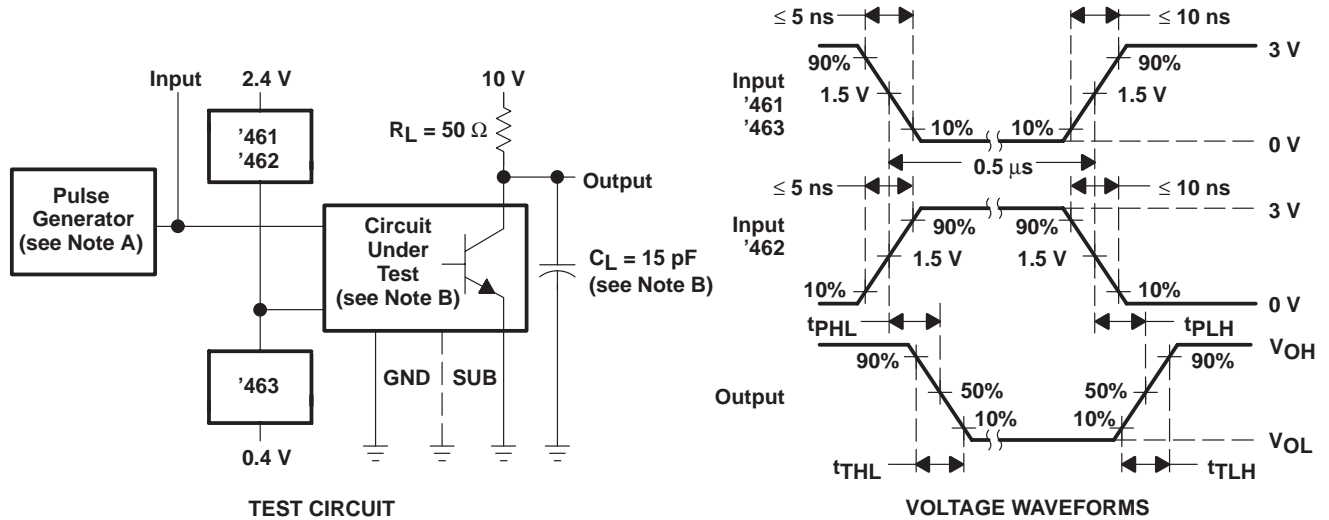 Input
2.4 V
10 V
'461
'462
RL = 50 Ω
Output
Pulse
Generator
(see Note A)
Circuit
Under
Test
(see Note B)
CL = 15 pF
(see Note B)
'463
GND
SUB
0.4 V
TEST CIRCUIT
≤ 5 ns
≤ 10 ns
3 V
90%
90%
Input
'461
'463
1.5 V
1.5 V
10%
10%
0 V
0.5 µs
≤ 5 ns
≤ 10 ns
3 V
90%
90%
Input
'462
1.5 V
1.5 V
10%
10%
0 V
tPHL
tPLH
VOH
90%
90%
50%
50%
Output
10%
10%
VOL
tTHL
tTLH
VOLTAGE WAVEFORMS